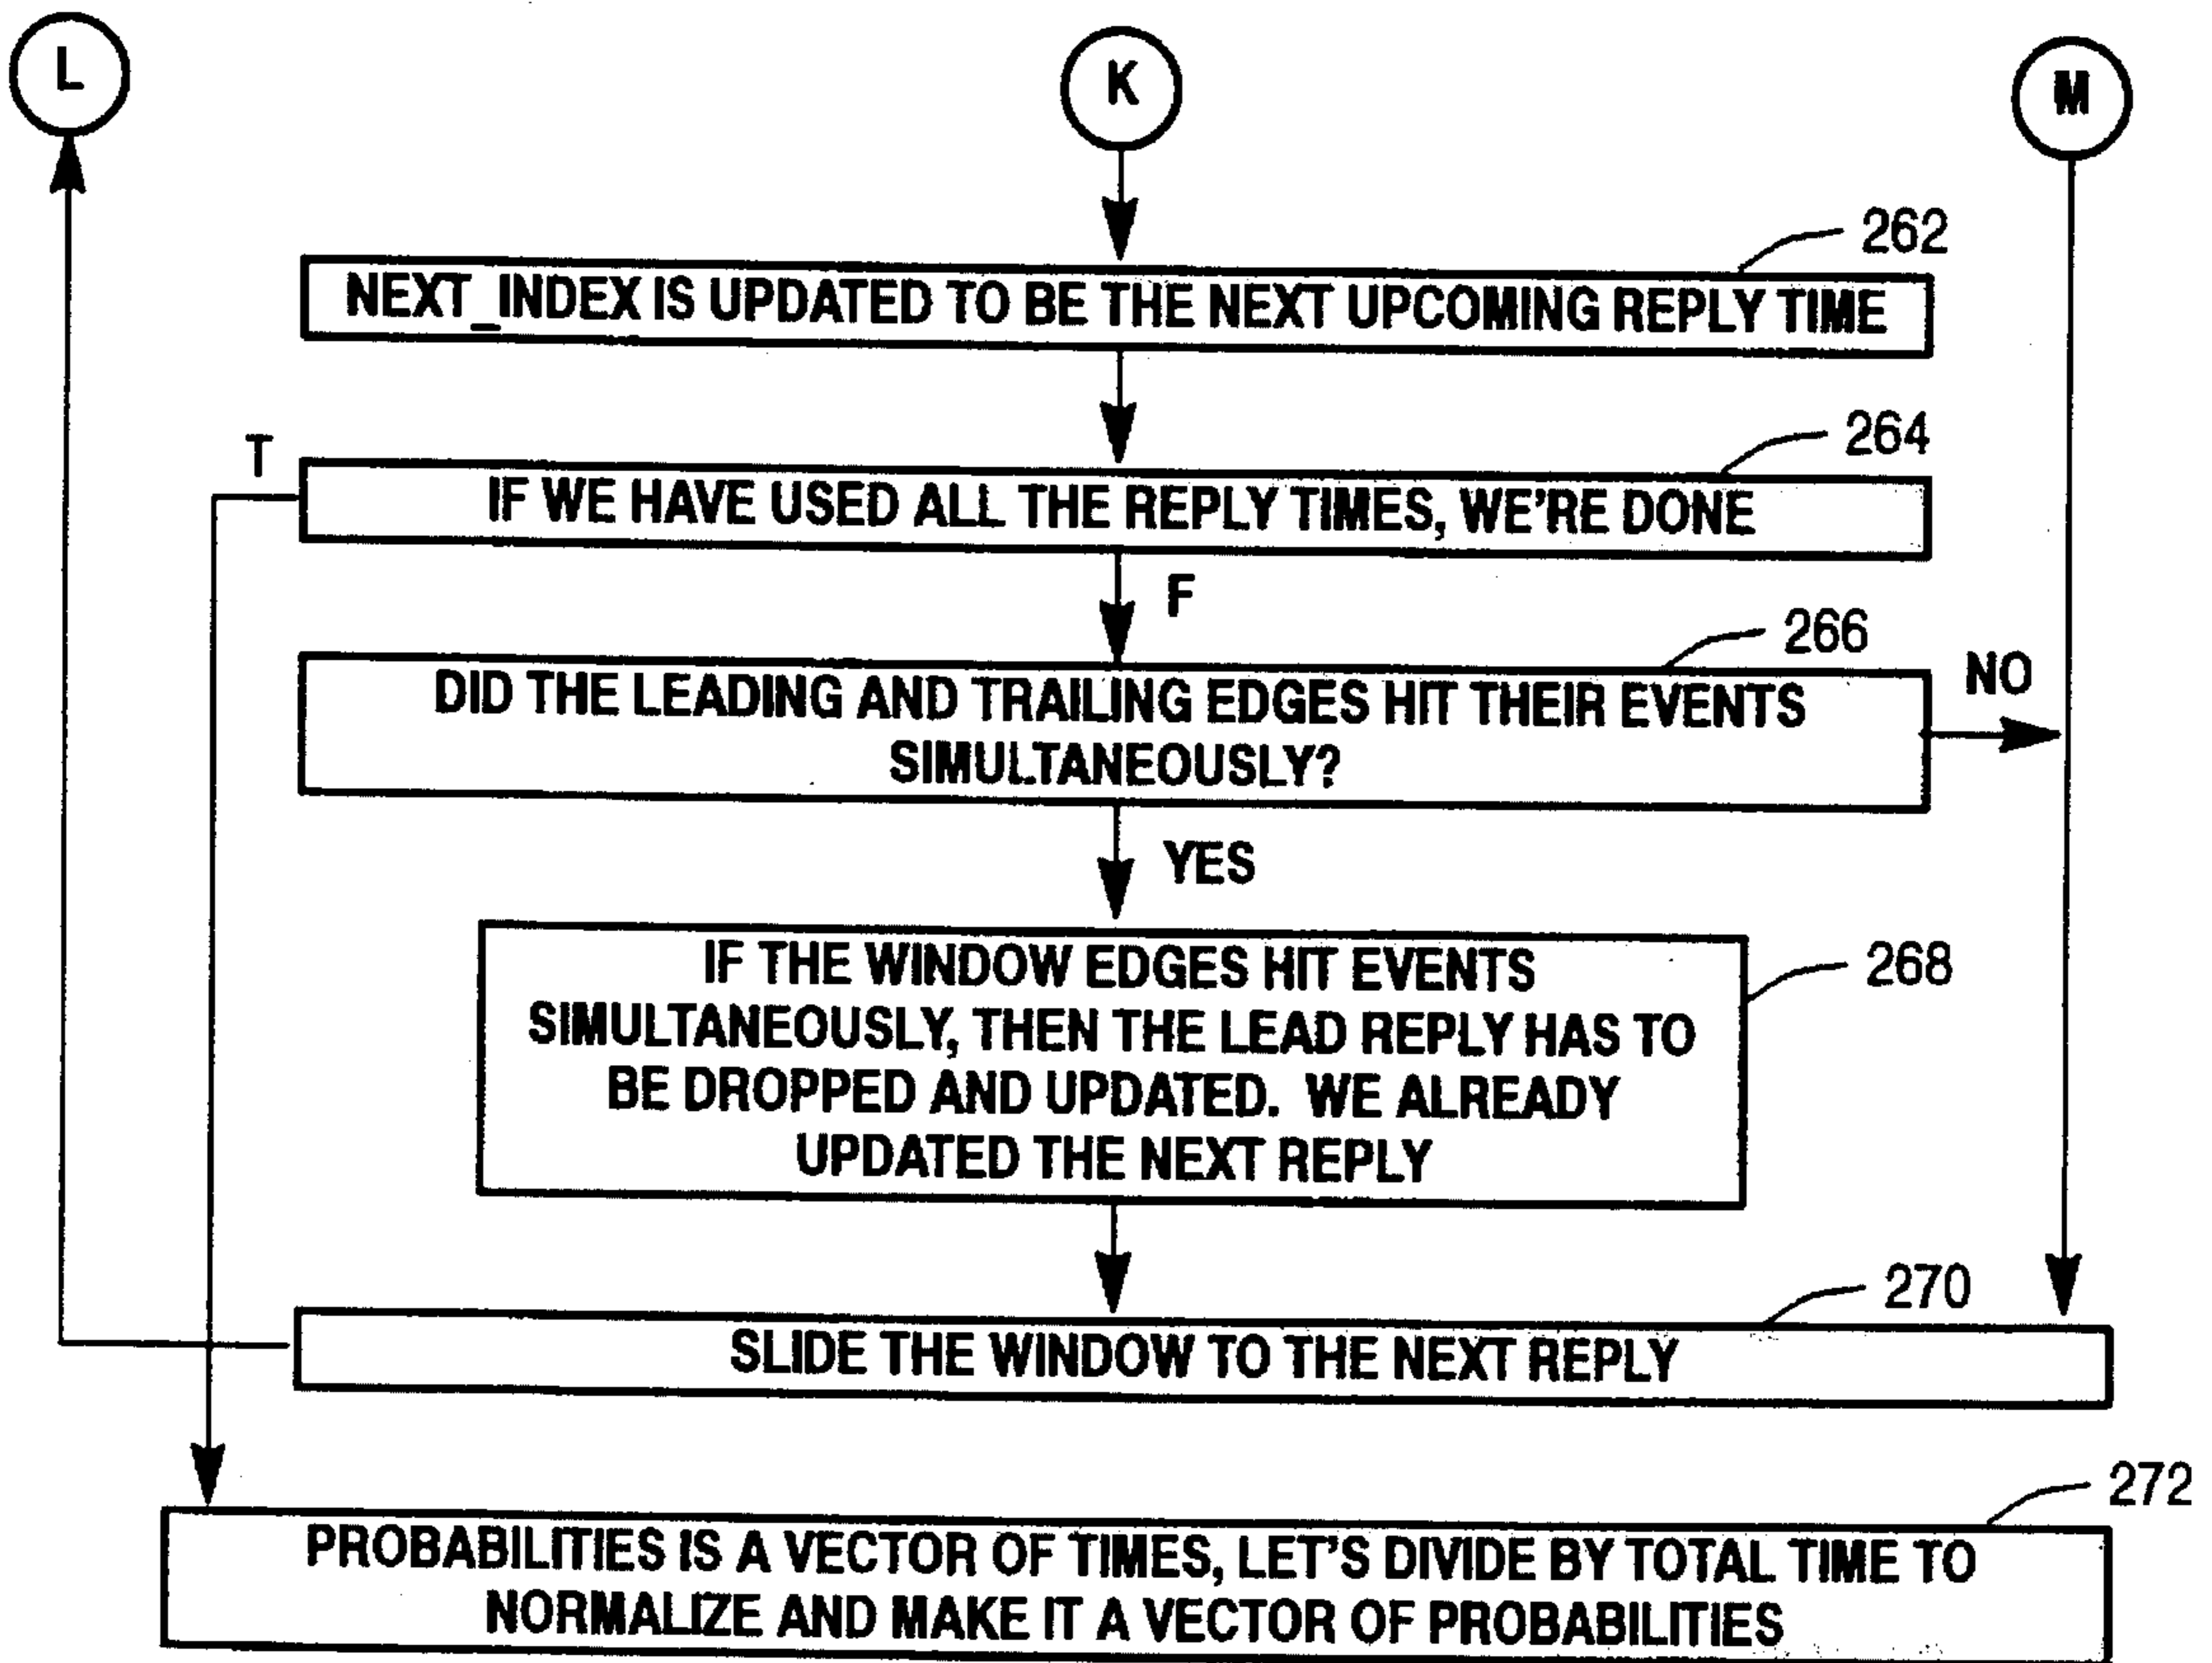 L
K
M
262
NEXT_INDEX IS UPDATED TO BE THE NEXT UPCOMING REPLY TIME
264
T
IF WE HAVE USED ALL THE REPLY TIMES, WE'RE DONE
F
266
DID THE LEADING AND TRAILING EDGES HIT THEIR EVENTS
SIMULTANEOUSLY?
NO
YES
IF THE WINDOW EDGES HIT EVENTS
SIMULTANEOUSLY, THEN THE LEAD REPLY HAS TO
BE DROPPED AND UPDATED. WE ALREADY
UPDATED THE NEXT REPLY
268
270
SLIDE THE WINDOW TO THE NEXT REPLY
272
PROBABILITIES IS A VECTOR OF TIMES, LET'S DIVIDE BY TOTAL TIME TO
NORMALIZE AND MAKE IT A VECTOR OF PROBABILITIES